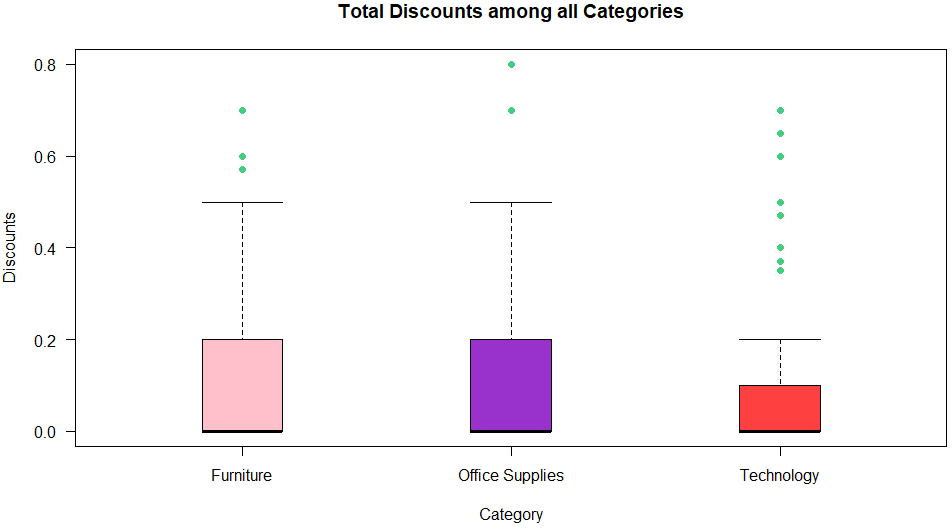 Total Discounts among all Categories
Discounts
0.8
0.6
0.4
0.2
0.0
Furniture
Office Supplies
Technology
Category